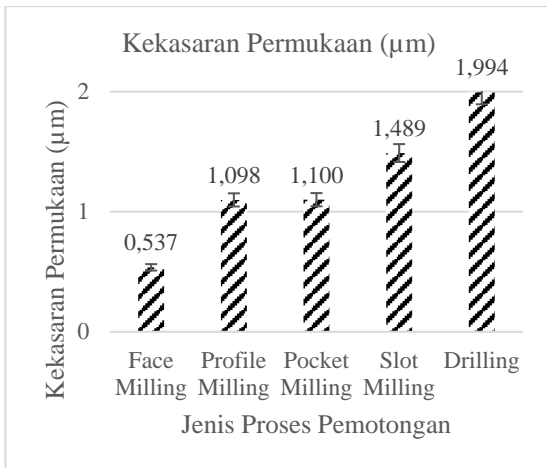 Kekasaran Permukaan (µm)
Kekasaran Permukaan (µm)
2
1
0
0,537
1,098
1,100
1,489
1,994
Face Milling
Profile Milling
Pocket Milling
Slot Milling
Drilling
Jenis Proses Pemotongan